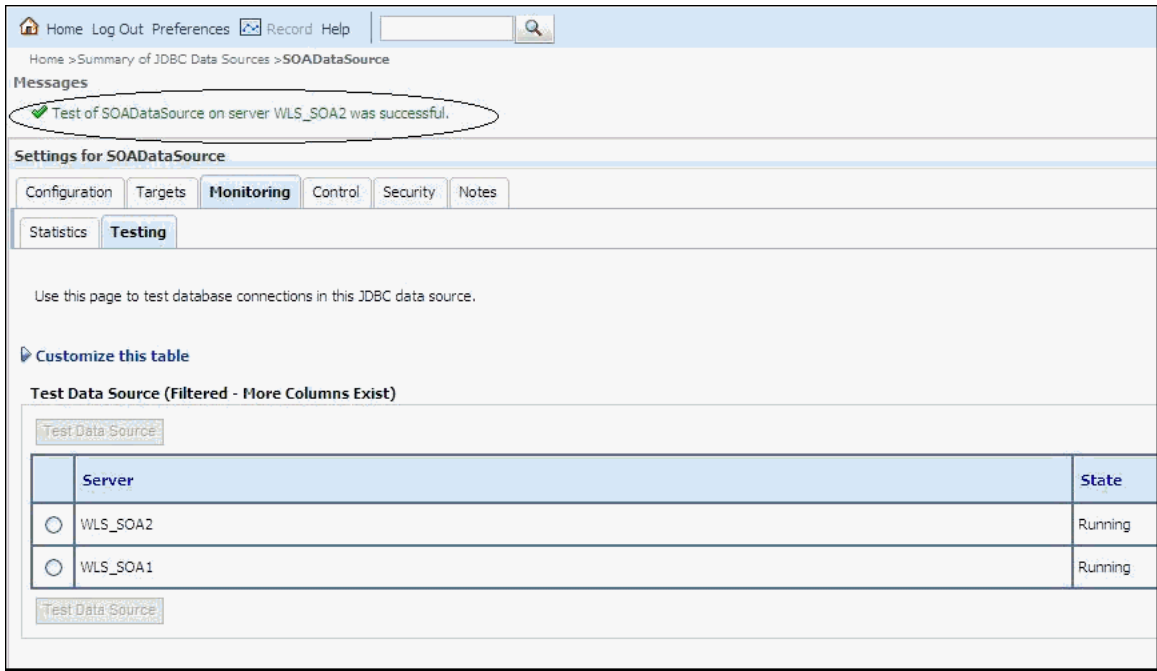 Home Log Out Preferences Record Help
Home >Summary of JDBC Data Sources >SOADataSource
Messages
Test of SOADataSource on server WLS_SOA2 was successful.
Settings for SOADataSource
Configuration Targets Monitoring Control Security Notes
Statistics Testing
Use this page to test database connections in this JDBC data source.
Customize this table
Test Data Source (Filtered - More Columns Exist)
Test Data Source
Server State
WLS_SOA2 Running
WLS_SOA1 Running
Test Data Source